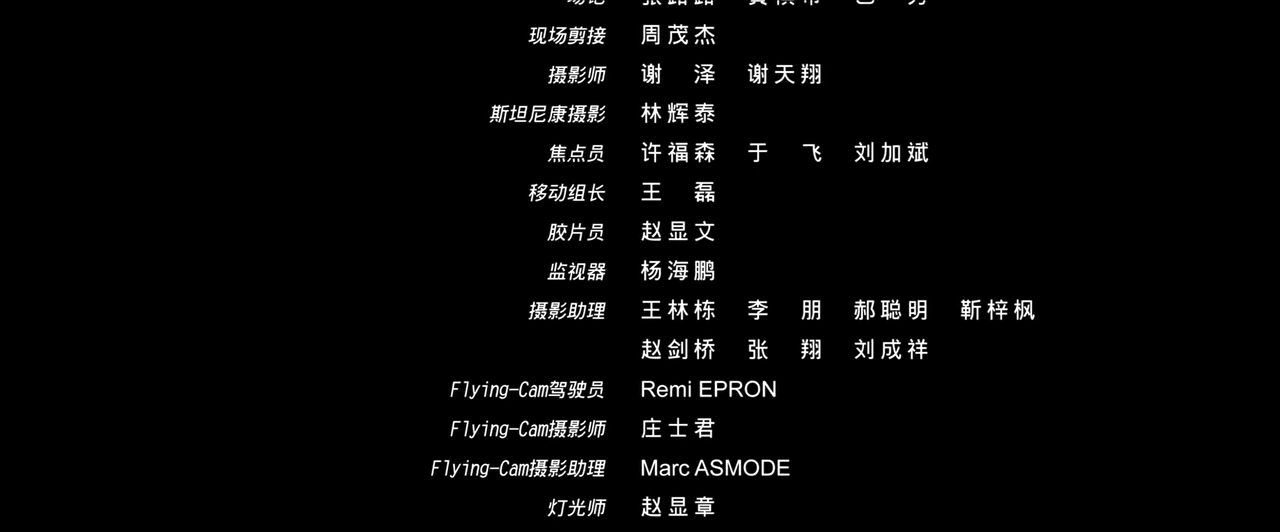 现场剪接 周茂杰
摄影师 谢泽 谢天翔
斯坦尼康摄影 林辉泰
焦点员 许福森 于飞 刘加斌
移动组长 王磊
胶片员 赵显文
监视器 杨海鹏
摄影助理 王林栋 李朋 郝聪明 靳梓枫
赵剑桥 张翔 刘成祥
Flying-Cam驾驶员 Remi EPRON
Flying-Cam摄影师 庄士君
Flying-Cam摄影助理 Marc ASMODE
灯光师 赵显章